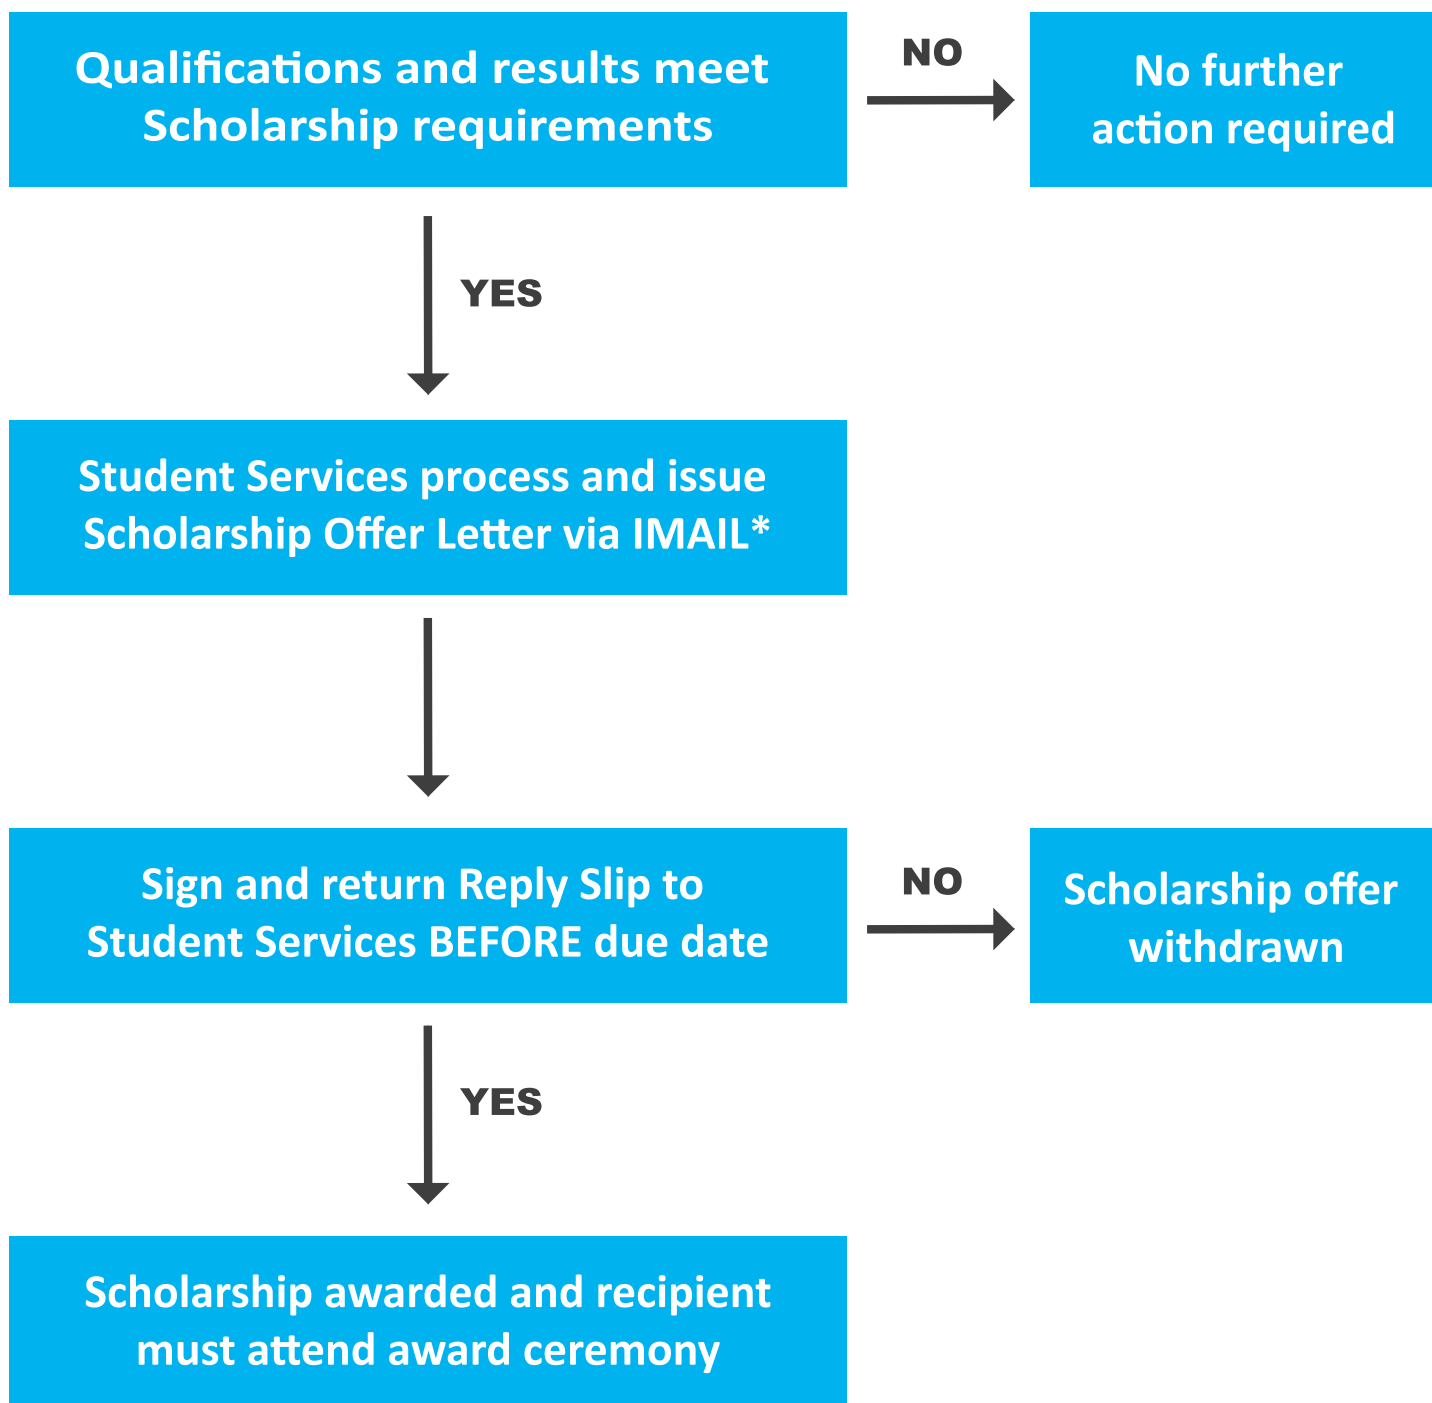 Qualifications and results meet
Scholarship requirements
NO
No further
action required
YES
Student Services process and issue
Scholarship Offer Letter via IMAIL*
Sign and return Reply Slip to
Student Services BEFORE due date
NO
Scholarship offer
withdrawn
YES
Scholarship awarded and recipient
must attend award ceremony